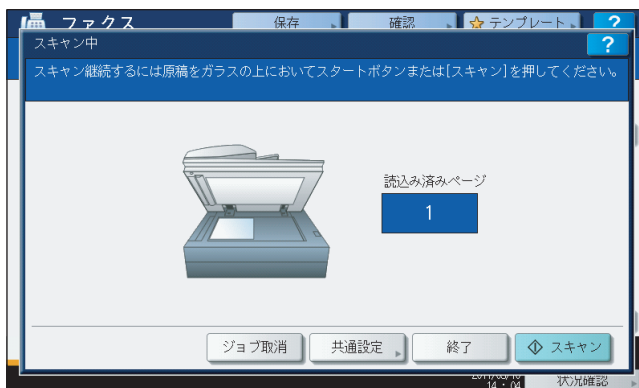 ファクス 保存 確認 テンプレート ?
スキャン中 ?
スキャン継続するには原稿をガラスの上においてスタートボタンまたは[スキャン]を押してください。
読込み済みページ
1
ジョブ取消 共通設定 終了 スキャン
14:04 状況確認